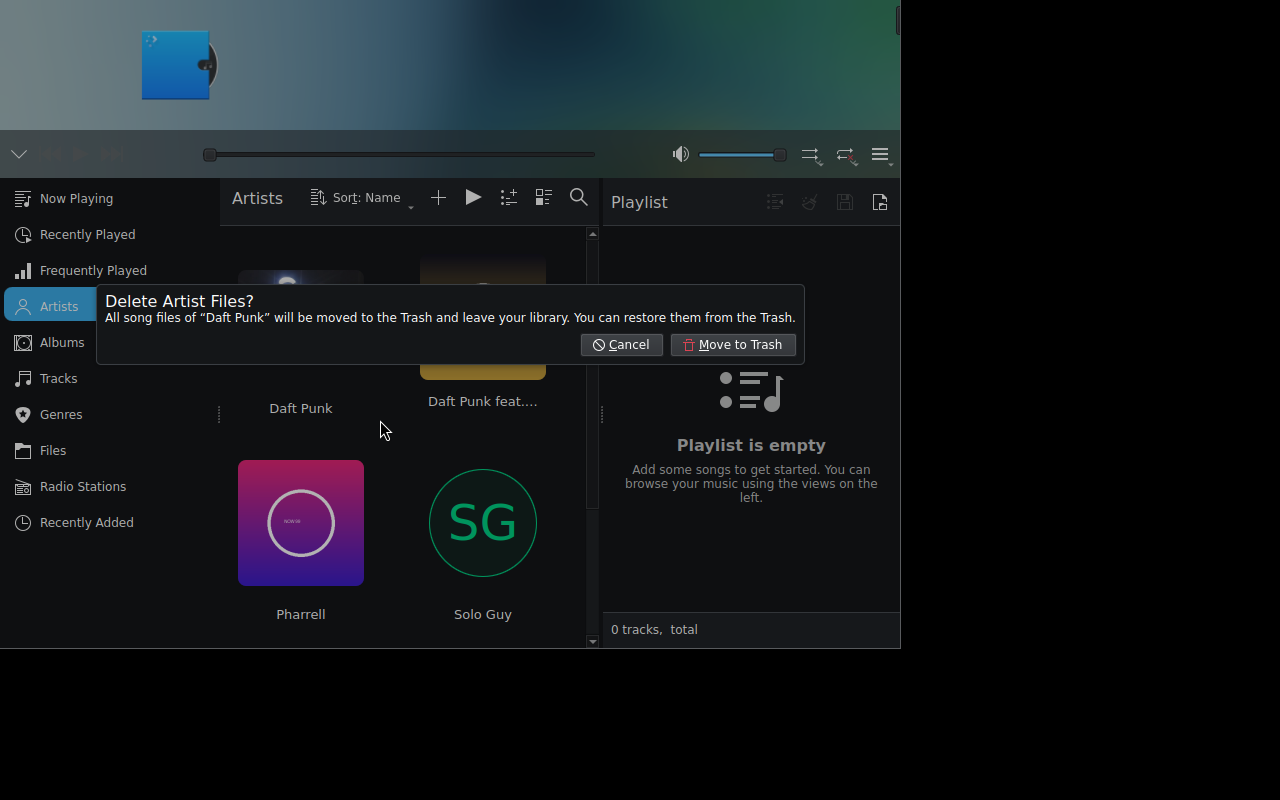 Now Playing
Recently Played
Frequently Played
Artists
Albums
Tracks
Genres
Files
Radio Stations
Recently Added
Artists
Sort: Name
Playlist
Delete Artist Files?
All song files of “Daft Punk” will be moved to the Trash and leave your library. You can restore them from the Trash.
Cancel
Move to Trash
Daft Punk
Daft Punk feat....
SG
Pharrell
Solo Guy
Playlist is empty
Add some songs to get started. You can
browse your music using the views on the
left.
0 tracks, total